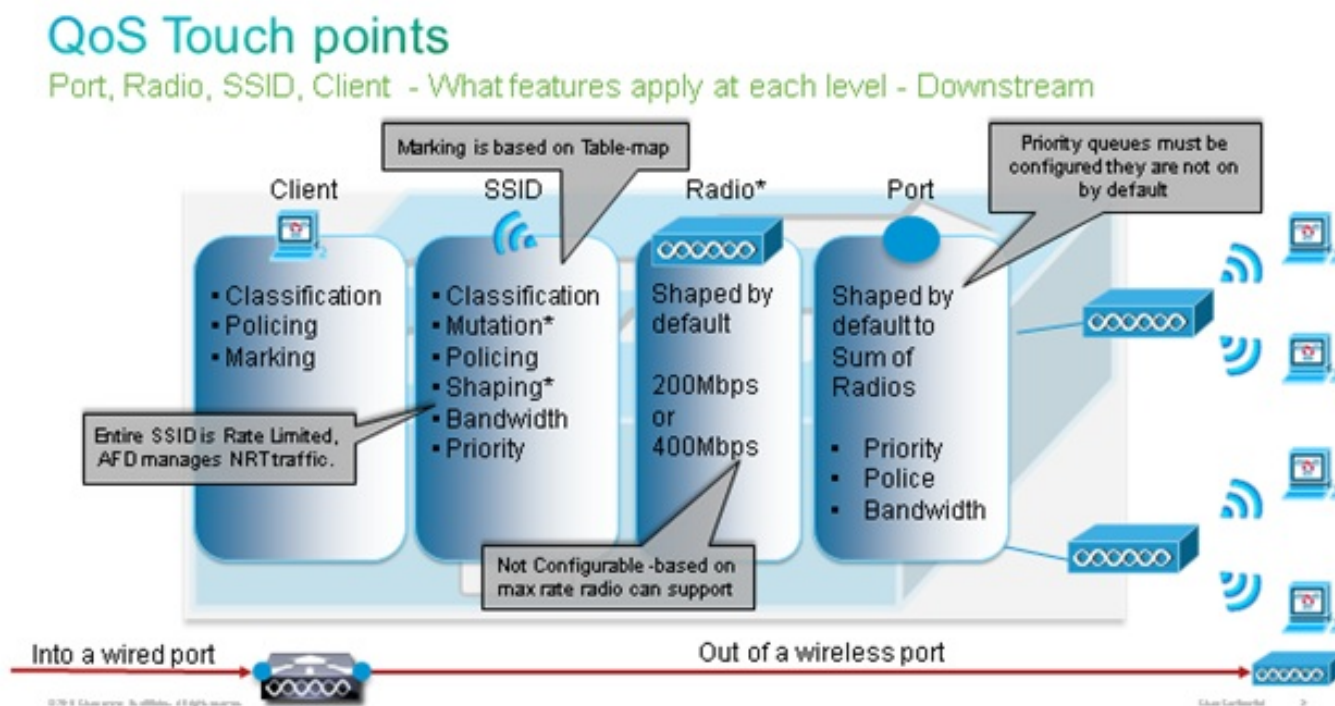 QoS Touch points
Port, Radio, SSID, Client - What features apply at each level - Downstream
Marking is based on Table-map
Priority queues must be
configured they are not on
by default
Client
SSID
Radio*
Port
▪ Classification
▪ Policing
▪ Marking
▪ Classification
▪ Mutation*
▪ Policing
▪ Shaping*
▪ Bandwidth
▪ Priority
Shaped by
default
200Mbps
or
400Mbps
Shaped by
default to
Sum of
Radios
▪ Priority
▪ Police
▪ Bandwidth
Entire SSID is Rate Limited,
AFD manages NRT traffic.
Not Configurable -based on
max rate radio can support
Into a wired port
Out of a wireless port